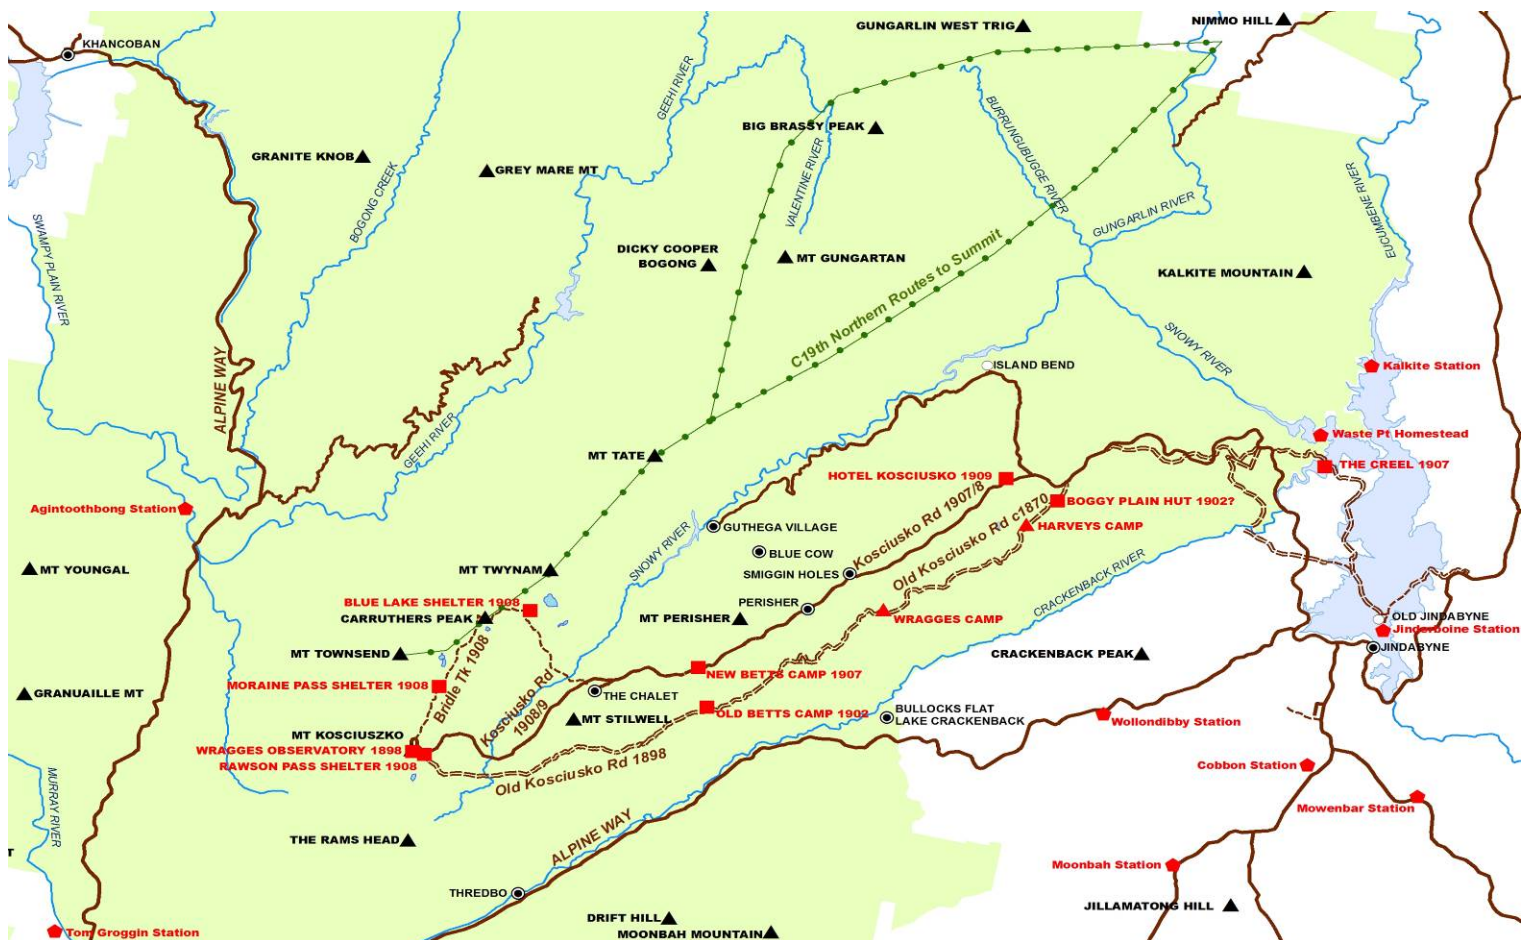 GUNGARLIN WEST TRIG
NIMMO HILL
KHANCOBAN
GEEHI RIVER
BURRUNGUBUGGE RIVER
BIG BRASSY PEAK
GRANITE KNOB
GREY MARE MT
VALENTINE RIVER
BOGONG CREEK
GUNGARLIN RIVER
EUCUMBENE RIVER
SWAMPY PLAIN RIVER
DICKY COOPER
BOGONG
MT GUNGARTAN
KALKITE MOUNTAIN
C19th Northern Routes to Summit
SNOWY RIVER
ALPINE WAY
ISLAND BEND
Kalkite Station
GEEHI RIVER
Waste Pt Homestead
MT TATE
THE CREEL 1907
HOTEL KOSCIUSKO 1909
Kosciusko Rd 1907/8
BOGGY PLAIN HUT 1902?
Agintoothbong Station
GUTHEGA VILLAGE
HARVEYS CAMP
Old Kosciusko Rd c1870
SNOWY RIVER
BLUE COW
MT YOUNGAL
MT TWYNAM
SMIGGIN HOLES
CRACKENBACK RIVER
BLUE LAKE SHELTER 1908
PERISHER
CARRUTHERS PEAK
MT PERISHER
WRAGGES CAMP
OLD JINDABYNE
Jinderboine Station
MT TOWNSEND
CRACKENBACK PEAK
JINDABYNE
Bridle Tk 1908
NEW BETTS CAMP 1907
MORAINE PASS SHELTER 1908
GRANUAILLE MT
THE CHALET
Kosciusko Rd
1908/9
MT STILWELL
OLD BETTS CAMP 1902
BULLOCKS FLAT
LAKE CRACKENBACK
Wollondibby Station
MT KOSCIUSZKO
WRAGGES OBSERVATORY 1898
RAWSON PASS SHELTER 1908
Old Kosciusko Rd 1898
Cobbon Station
MURRAY RIVER
Mowenbar Station
THE RAMS HEAD
ALPINE WAY
T
Moonbah Station
THREDBO
JILLAMATONG HILL
DRIFT HILL
Tom Groggin Station
MOONBAH MOUNTAIN